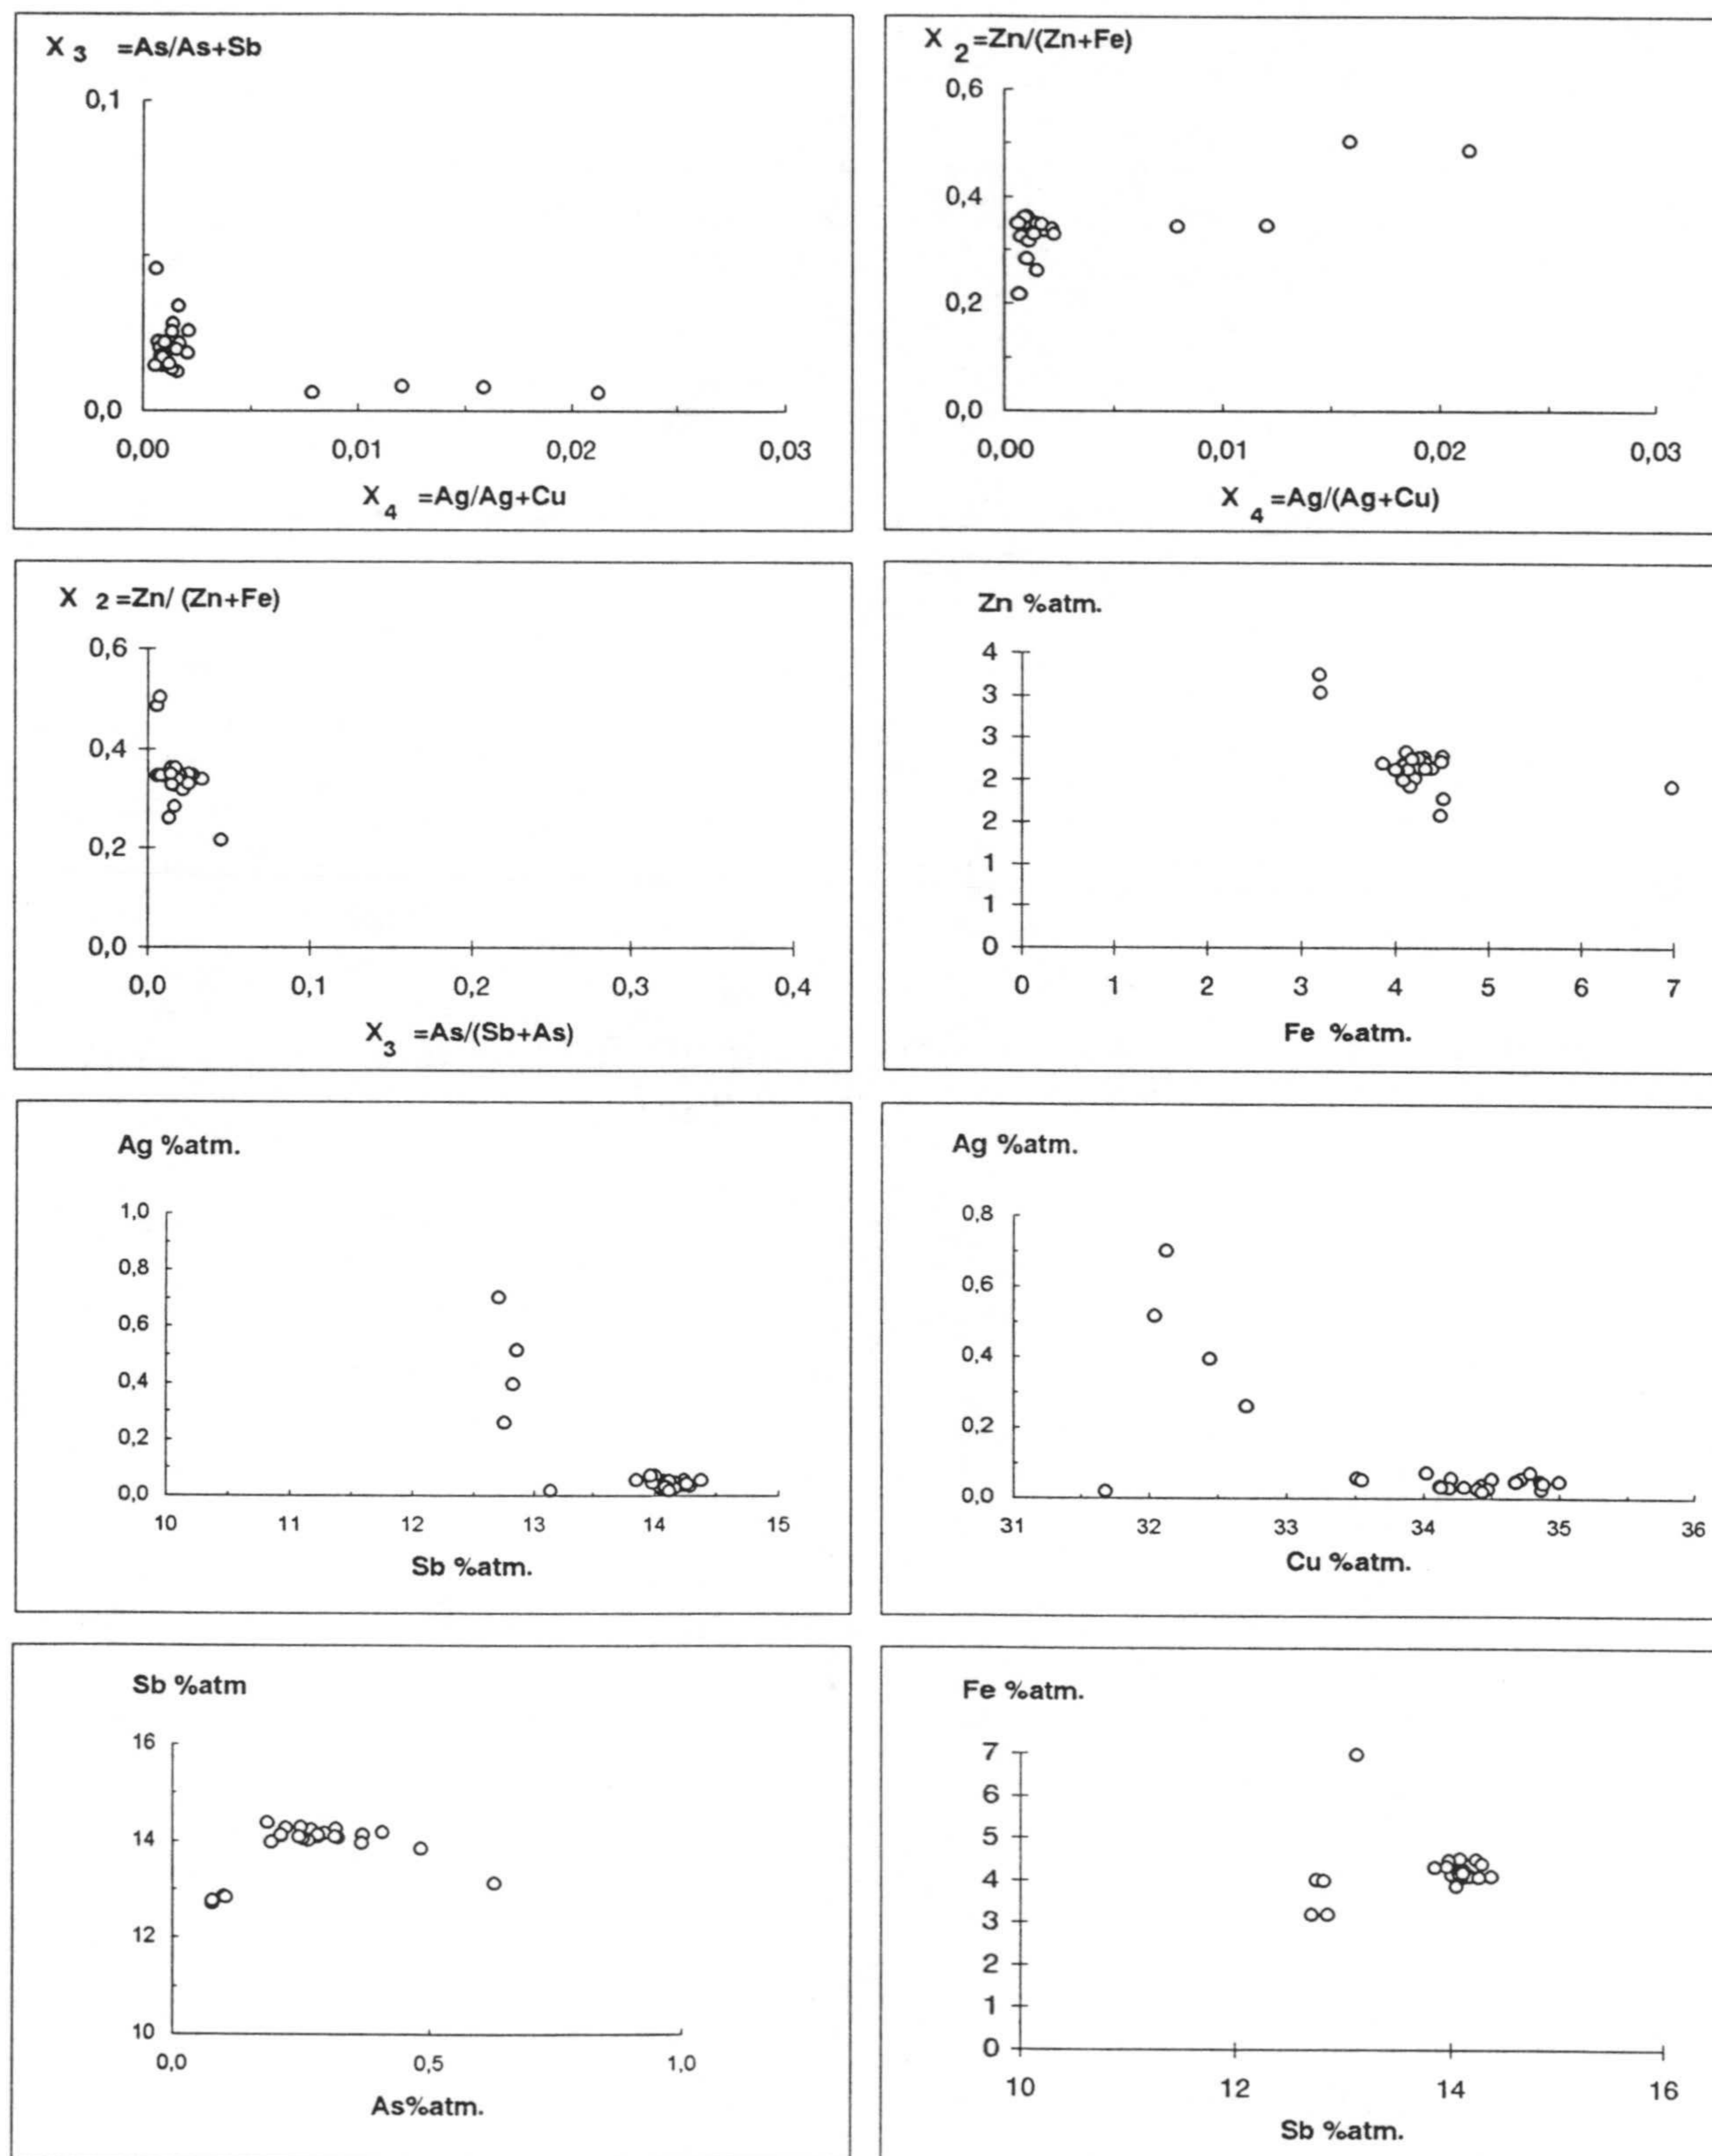 X 3 =As/As+Sb
0,1
0,0
0,00 0,01 0,02 0,03
X 4 =Ag/Ag+Cu
X 2 =Zn/(Zn+Fe)
0,6
0,4
0,2
0,0
0,00 0,01 0,02 0,03
X 4 =Ag/(Ag+Cu)
X 2 =Zn/ (Zn+Fe)
0,6
0,4
0,2
0,0
0,0 0,1 0,2 0,3 0,4
X 3 =As/(Sb+As)
Zn %atm.
4
3
3
2
2
1
1
0
0 1 2 3 4 5 6 7
Fe %atm.
Ag %atm.
1,0
0,8
0,6
0,4
0,2
0,0
10 11 12 13 14 15
Sb %atm.
Ag %atm.
0,8
0,6
0,4
0,2
0,0
31 32 33 34 35 36
Cu %atm.
Sb %atm
16
14
12
10
0,0 0,5 1,0
As%atm.
Fe %atm.
7
6
5
4
3
2
1
0
10 12 14 16
Sb %atm.